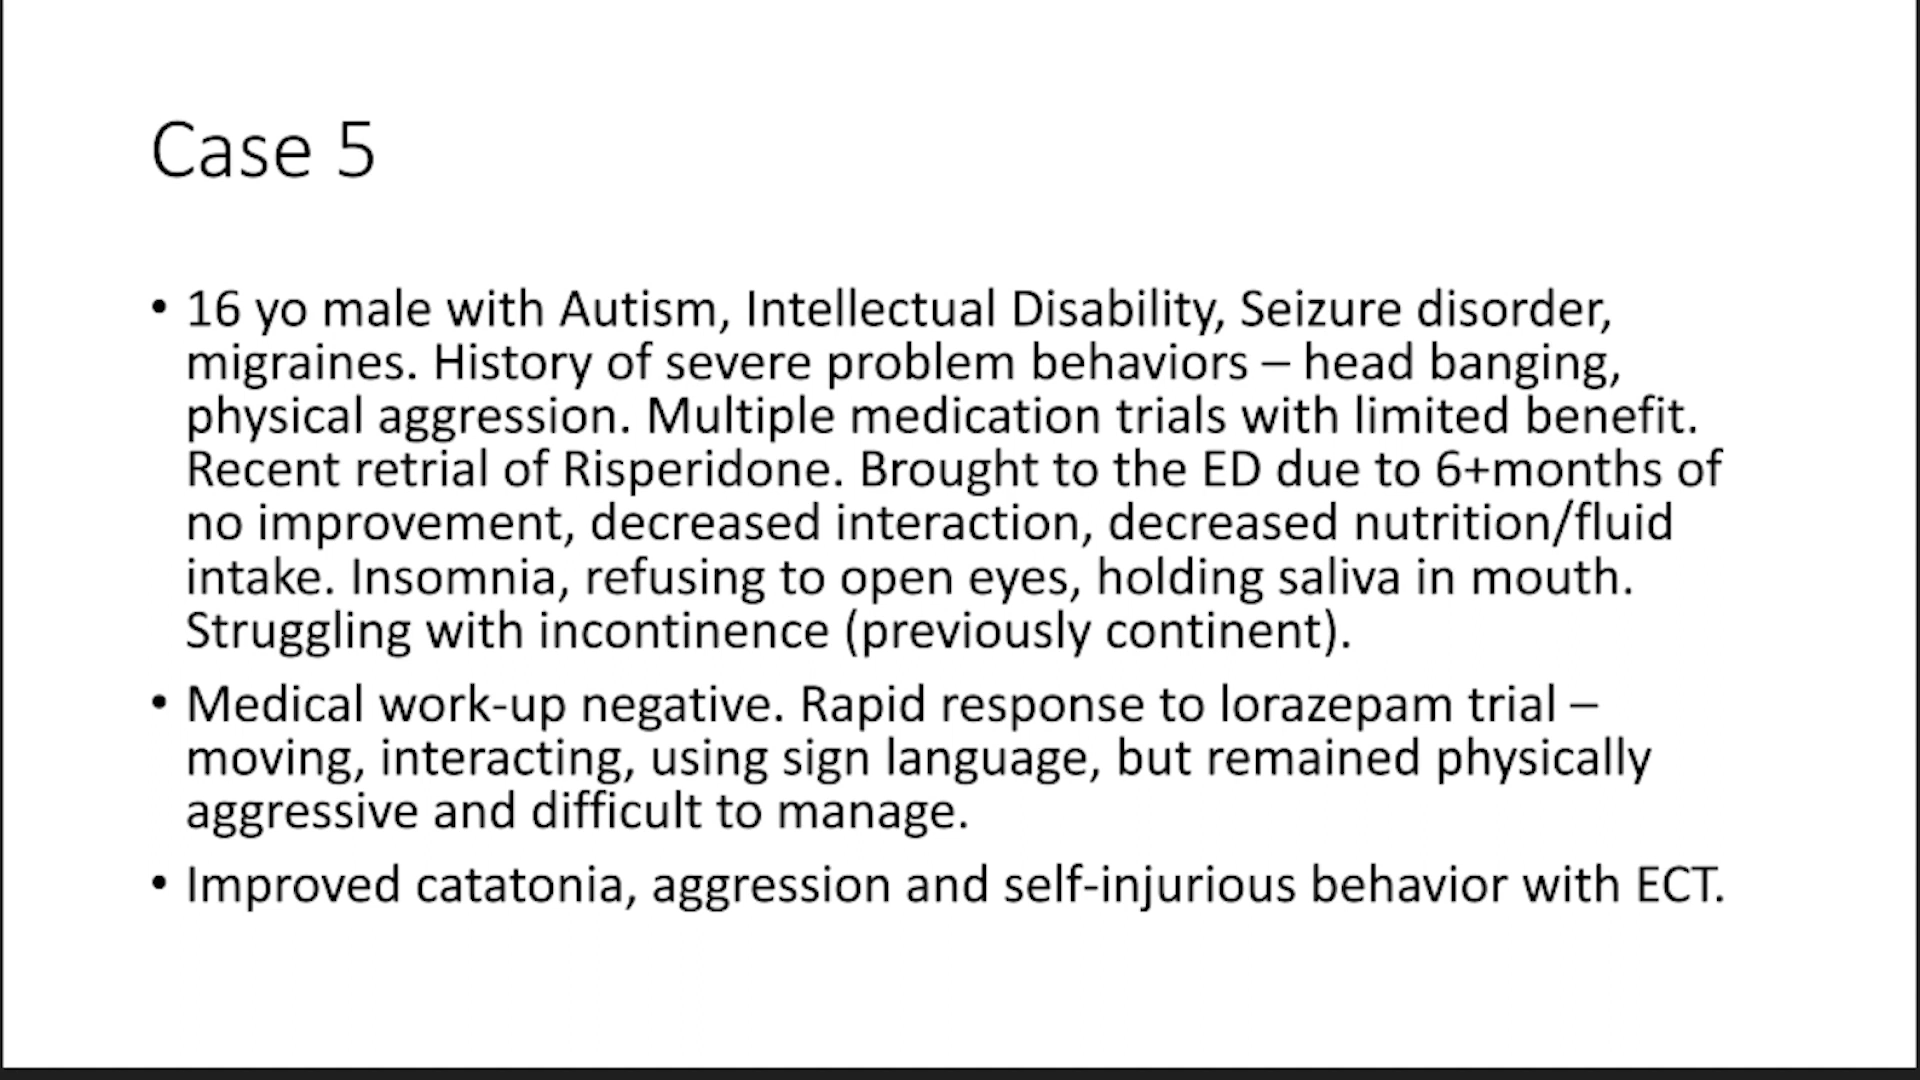 Case 5
• 16 yo male with Autism, Intellectual Disability, Seizure disorder,
migraines. History of severe problem behaviors – head banging,
physical aggression. Multiple medication trials with limited benefit.
Recent retrial of Risperidone. Brought to the ED due to 6+months of
no improvement, decreased interaction, decreased nutrition/fluid
intake. Insomnia, refusing to open eyes, holding saliva in mouth.
Struggling with incontinence (previously continent).
• Medical work-up negative. Rapid response to lorazepam trial –
moving, interacting, using sign language, but remained physically
aggressive and difficult to manage.
• Improved catatonia, aggression and self-injurious behavior with ECT.